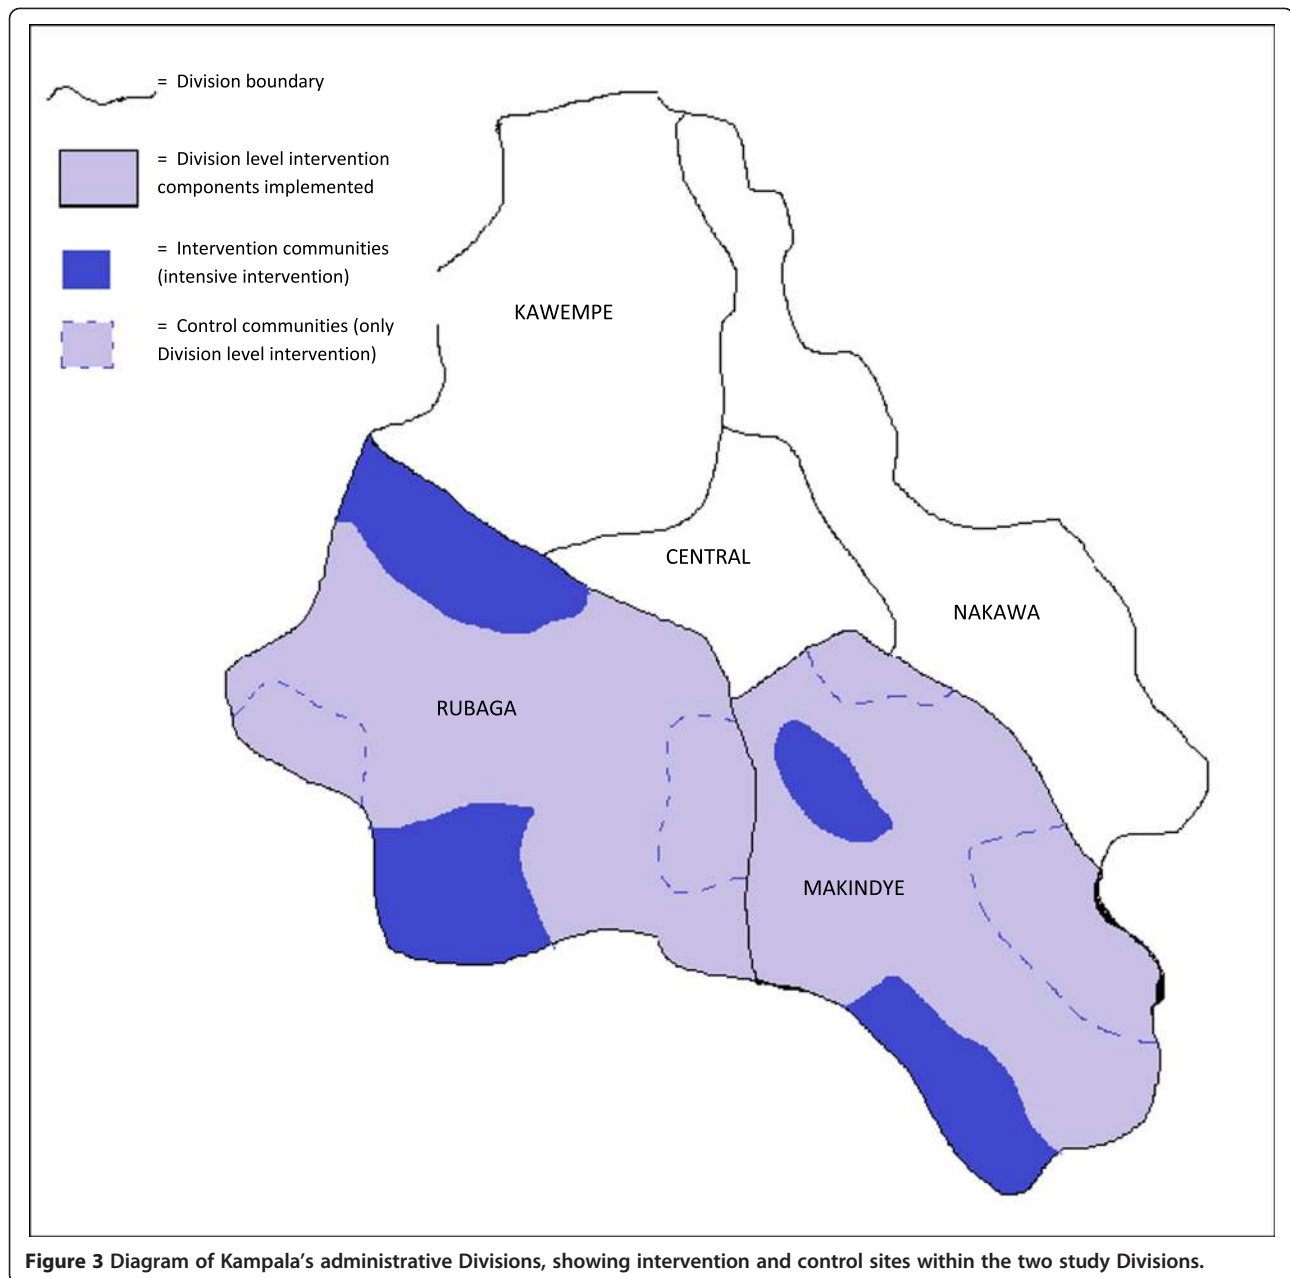 = Division boundary
= Division level intervention
components implemented
= Intervention communities
(intensive intervention)
= Control communities (only
Division level intervention)
KAWEMPE
CENTRAL
NAKAWA
RUBAGA
MAKINDYE
Figure 3 Diagram of Kampala’s administrative Divisions, showing intervention and control sites within the two study Divisions.